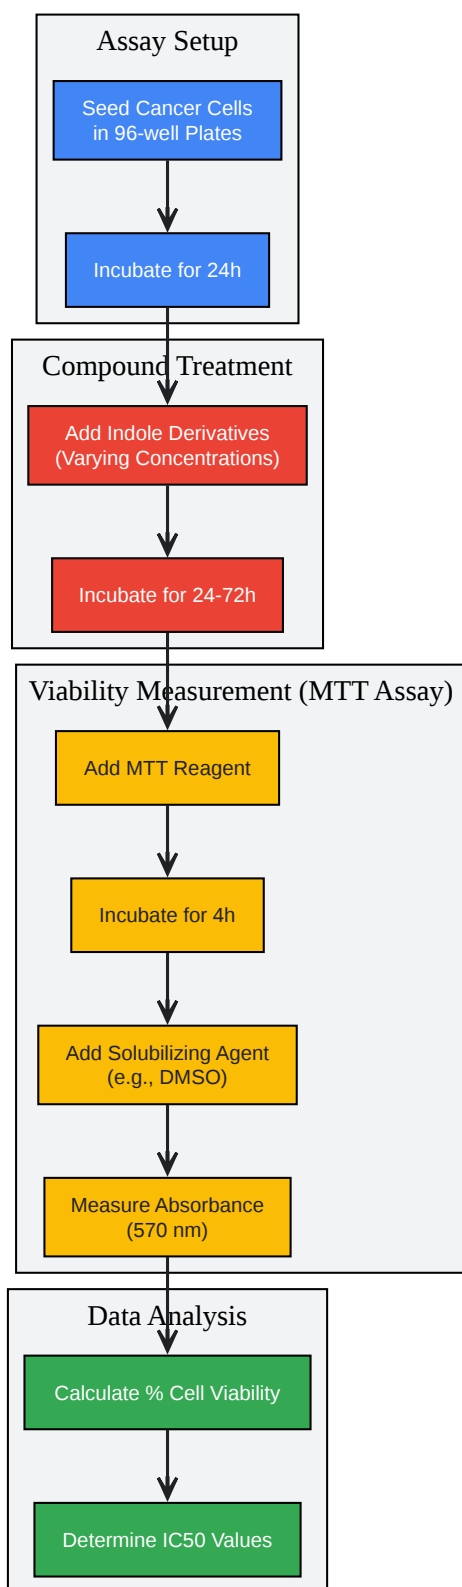 Assay Setup
Seed Cancer Cells
in 96-well Plates
Incubate for 24h
Compound Treatment
Add Indole Derivatives
(Varying Concentrations)
Incubate for 24-72h
Viability Measurement (MTT Assay)
Add MTT Reagent
Incubate for 4h
Add Solubilizing Agent
(e.g., DMSO)
Measure Absorbance
(570 nm)
Data Analysis
Calculate % Cell Viability
Determine IC50 Values